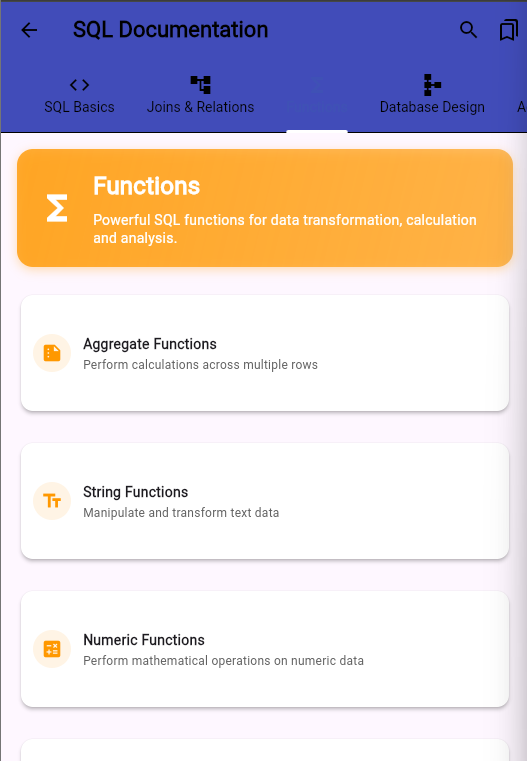 SQL Documentation
SQL Basics
Joins & Relations
Database Design
A
Functions
Powerful SQL functions for data transformation, calculation
and analysis.
Aggregate Functions
Perform calculations across multiple rows
String Functions
Manipulate and transform text data
Numeric Functions
Perform mathematical operations on numeric data